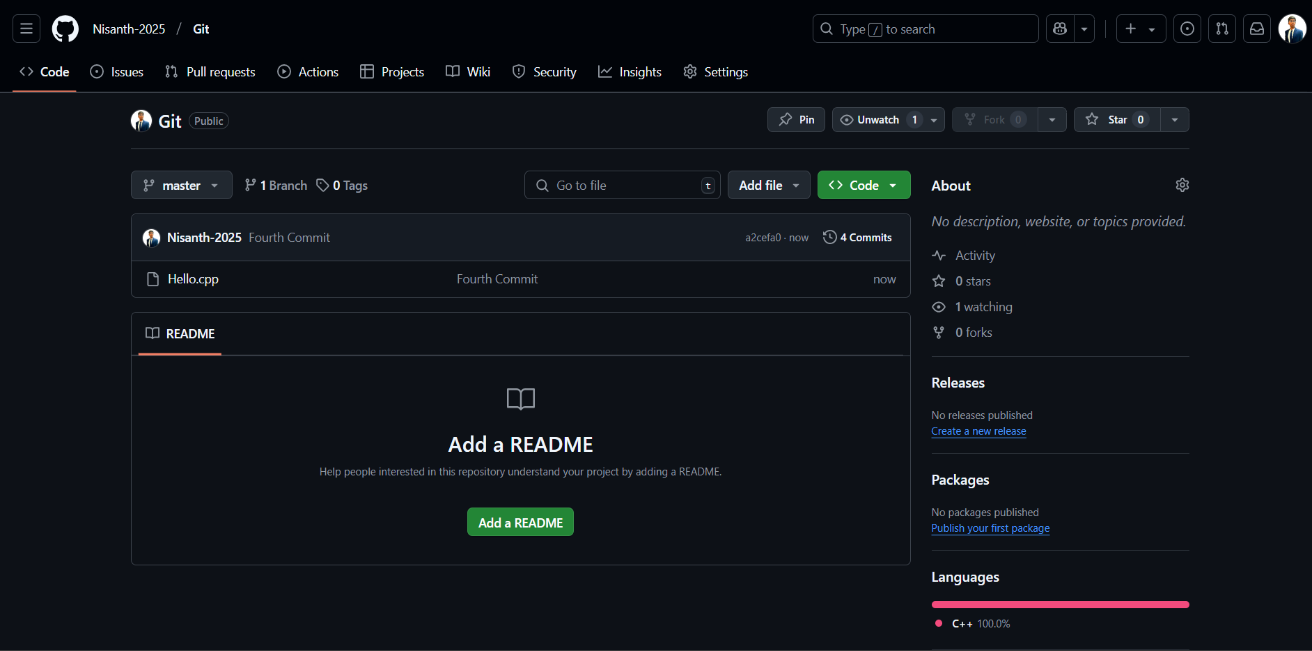 Nisanth-2025 / Git
Type / to search
Code Issues Pull requests Actions Projects Wiki Security Insights Settings
Git Public
Pin Unwatch 1 Fork 0 Star 0
master 1 Branch 0 Tags Go to file t Add file Code
Nisanth-2025 Fourth Commit a2cefa0 · now 4 Commits
Hello.cpp Fourth Commit now
README
Add a README
Help people interested in this repository understand your project by adding a README.
Add a README
About
No description, website, or topics provided.
Activity
0 stars
1 watching
0 forks
Releases
No releases published
Create a new release
Packages
No packages published
Publish your first package
Languages
C++ 100.0%